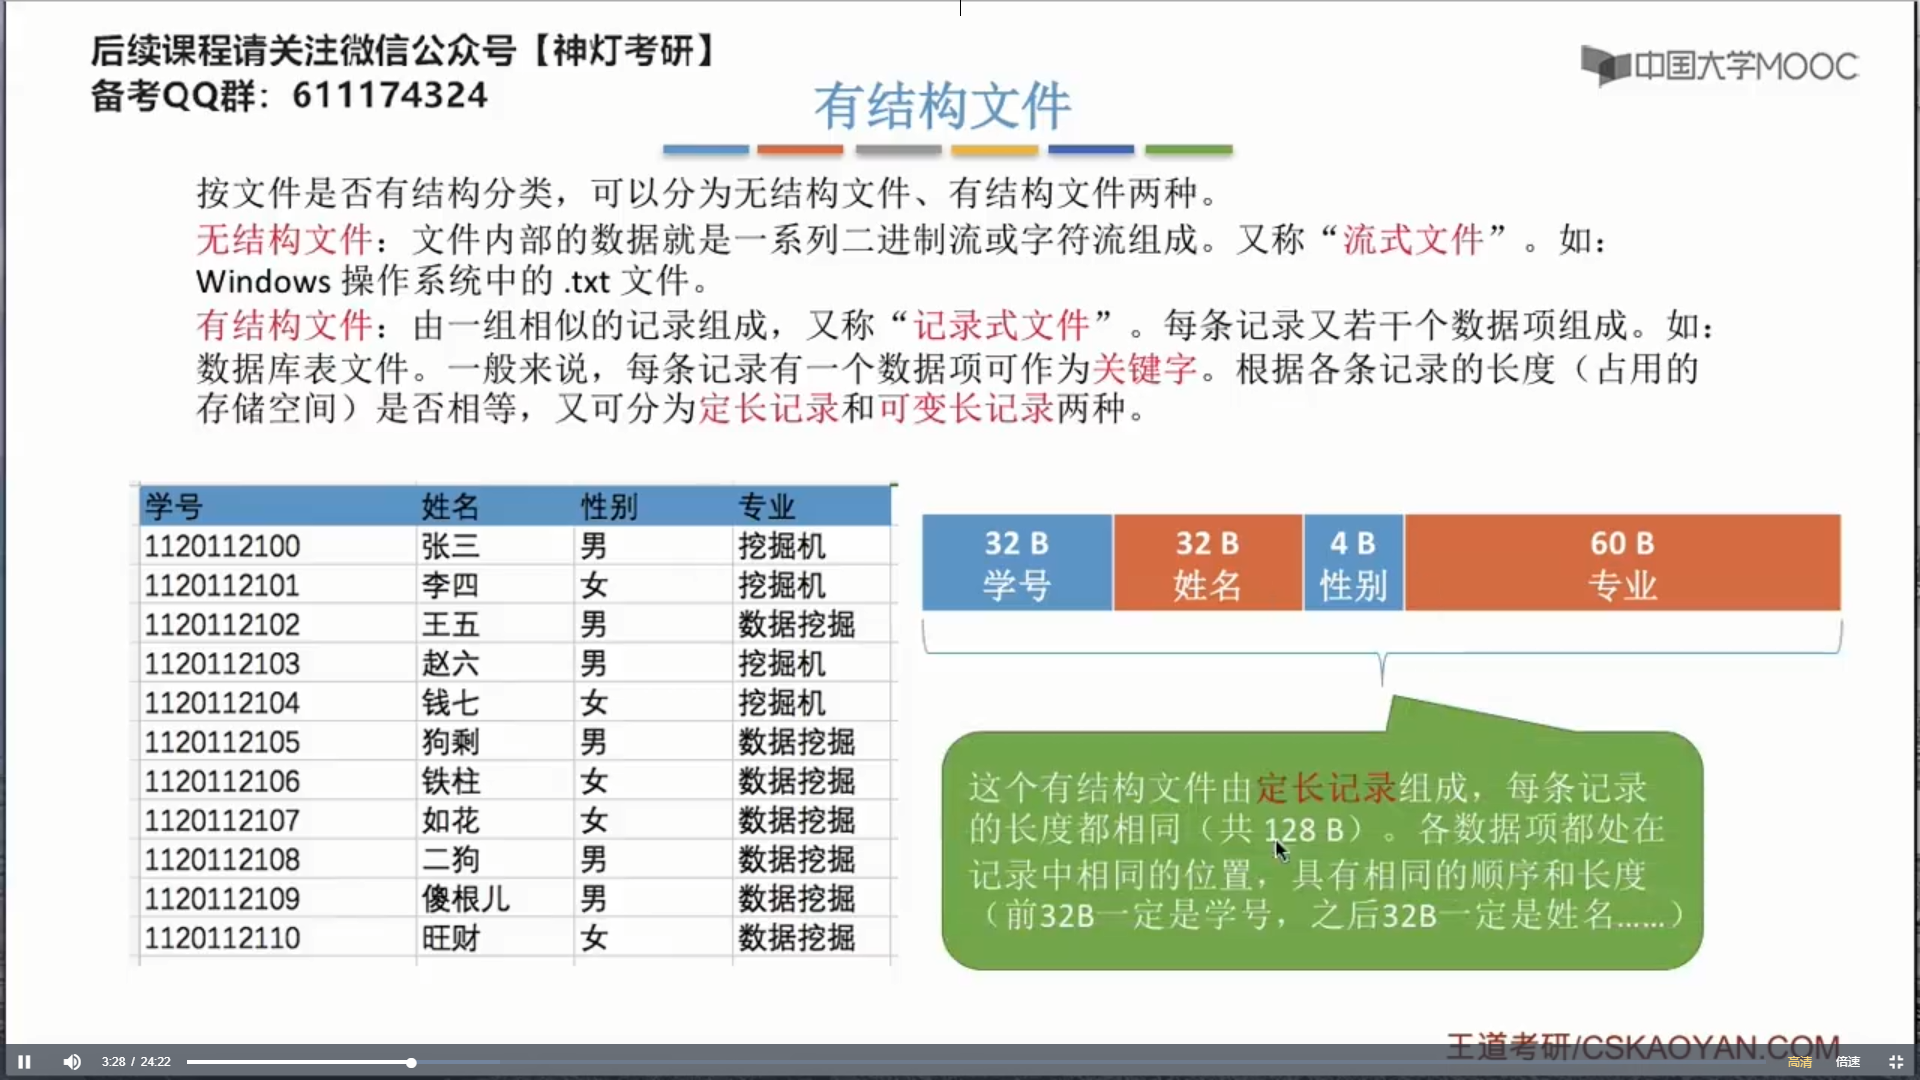 后续课程请关注微信公众号【神灯考研】
备考QQ群：611174324
中国大学MOOC
有结构文件
按文件是否有结构分类，可以分为无结构文件、有结构文件两种。
无结构文件：文件内部的数据就是一系列二进制流或字符流组成。又称“流式文件”。如：
Windows 操作系统中的 .txt 文件。
有结构文件：由一组相似的记录组成，又称“记录式文件”。每条记录又若干个数据项组成。如：
数据库表文件。一般来说，每条记录有一个数据项可作为关键字。根据各条记录的长度（占用的
存储空间）是否相等，又可分为定长记录和可变长记录两种。
学号 姓名 性别 专业
1120112100 张三 男 挖掘机
1120112101 李四 女 挖掘机
1120112102 王五 男 数据挖掘
1120112103 赵六 男 挖掘机
1120112104 钱七 女 挖掘机
1120112105 狗剩 男 数据挖掘
1120112106 铁柱 女 数据挖掘
1120112107 如花 女 数据挖掘
1120112108 二狗 男 数据挖掘
1120112109 傻根儿 男 数据挖掘
1120112110 旺财 女 数据挖掘
32 B 32 B 4 B 60 B
学号 姓名 性别 专业
这个有结构文件由定长记录组成，每条记录
的长度都相同（共 128 B）。各数据项都处在
记录中相同的位置，具有相同的顺序和长度
（前32B一定是学号，之后32B一定是姓名……）
王道考研/CSKAOYAN.COM
3:28 / 24:22
高清 倍速